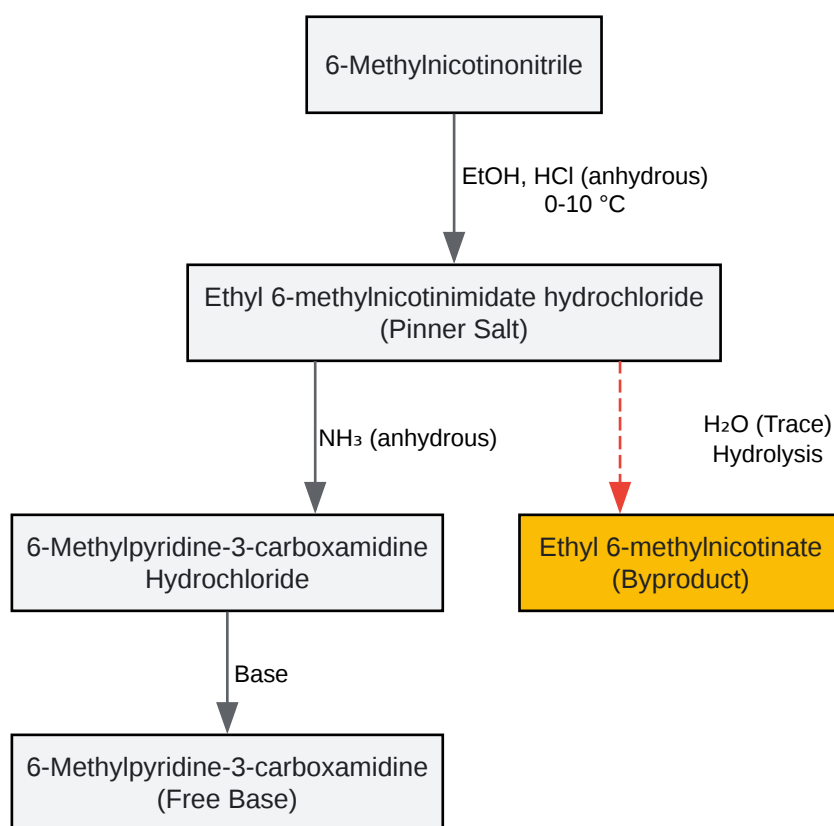 6-Methylnicotinonitrile
EtOH, HCl (anhydrous)
0-10 °C
Ethyl 6-methylnicotinimidate hydrochloride
(Pinner Salt)
NH₃ (anhydrous)
H₂O (Trace)
Hydrolysis
6-Methylpyridine-3-carboxamidine
Hydrochloride
Ethyl 6-methylnicotinate
(Byproduct)
Base
6-Methylpyridine-3-carboxamidine
(Free Base)